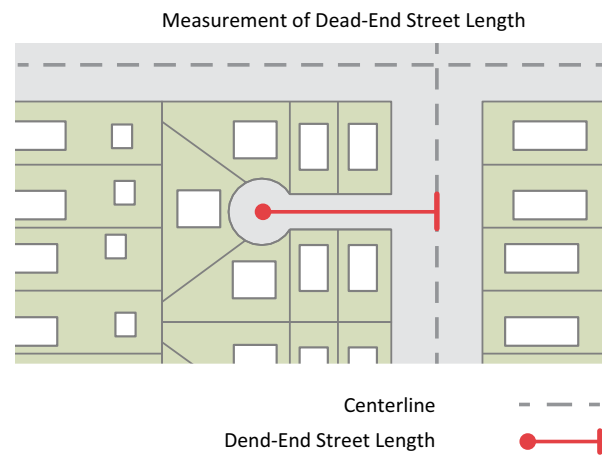 Measurement of Dead-End Street Length
Centerline
Dend-End Street Length